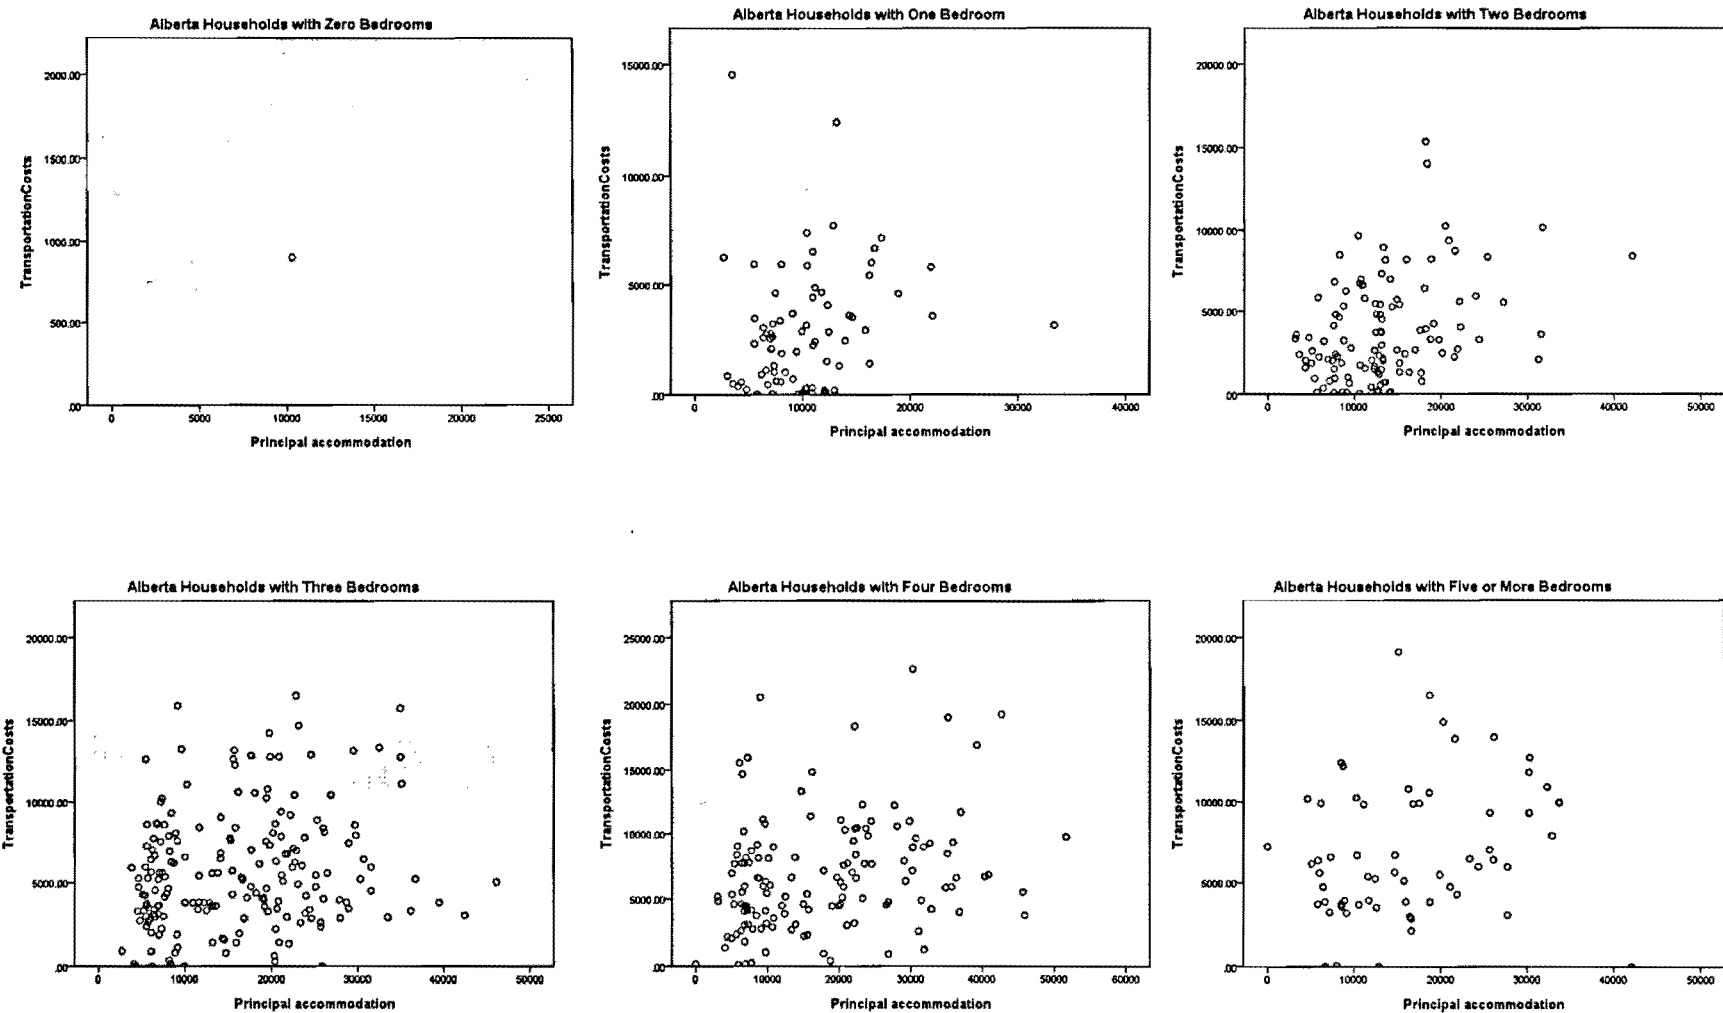 Alberta Households with Zero Bedrooms
TransportationCosts
2000.00
1500.00
1000.00
500.00
.00
0 5000 10000 15000 20000 25000
Principal accommodation
Alberta Households with One Bedroom
TransportationCosts
15000.00
10000.00
5000.00
.00
0 10000 20000 30000 40000
Principal accommodation
Alberta Households with Two Bedrooms
TransportationCosts
20000.00
15000.00
10000.00
5000.00
.00
0 10000 20000 30000 40000 50000
Principal accommodation
Alberta Households with Three Bedrooms
TransportationCosts
20000.00
15000.00
10000.00
5000.00
.00
0 10000 20000 30000 40000 50000
Principal accommodation
Alberta Households with Four Bedrooms
TransportationCosts
25000.00
20000.00
15000.00
10000.00
5000.00
.00
0 10000 20000 30000 40000 50000 60000
Principal accommodation
Alberta Households with Five or More Bedrooms
TransportationCosts
20000.00
15000.00
10000.00
5000.00
.00
0 10000 20000 30000 40000 50000
Principal accommodation